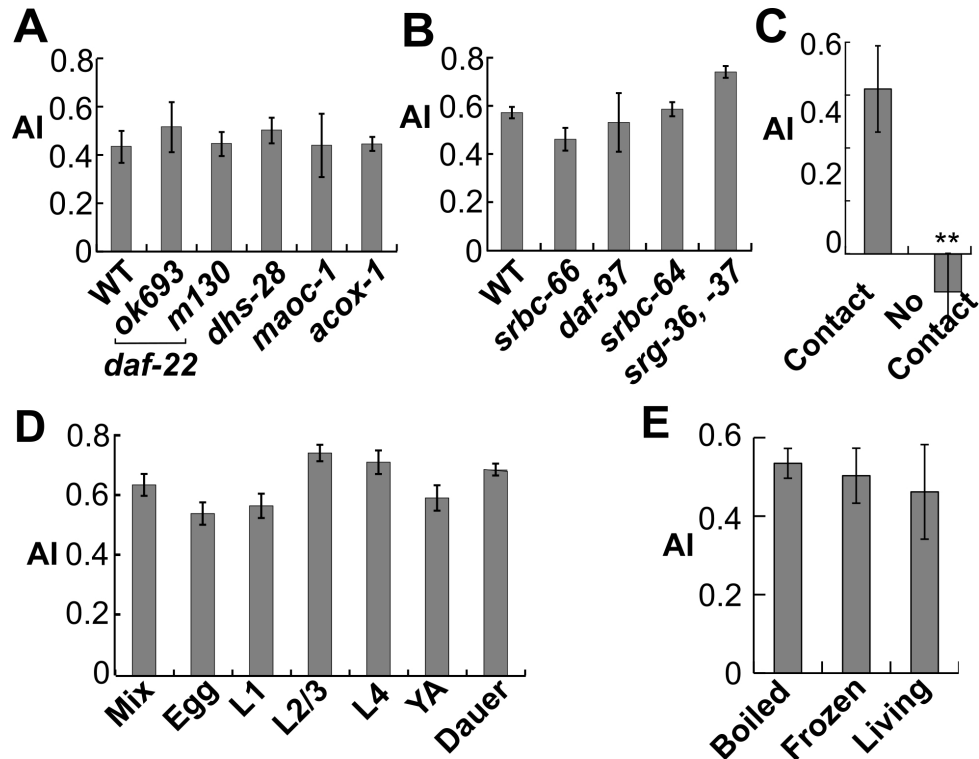 A
AI
0.8
0.6
0.4
0.2
0
WT
ok693
m130
dhs-28
maoc-1
acox-1
daf-22
B
AI
0.8
0.6
0.4
0.2
0
WT
srbc-66
daf-37
srbc-64
srg-36, -37
C
AI
0.6
0.4
0.2
0
**
Contact
No
Contact
D
AI
0.8
0.6
0.4
0.2
0
Mix
Egg
L1
L2/3
L4
YA
Dauer
E
AI
0.6
0.4
0.2
0
Boiled
Frozen
Living